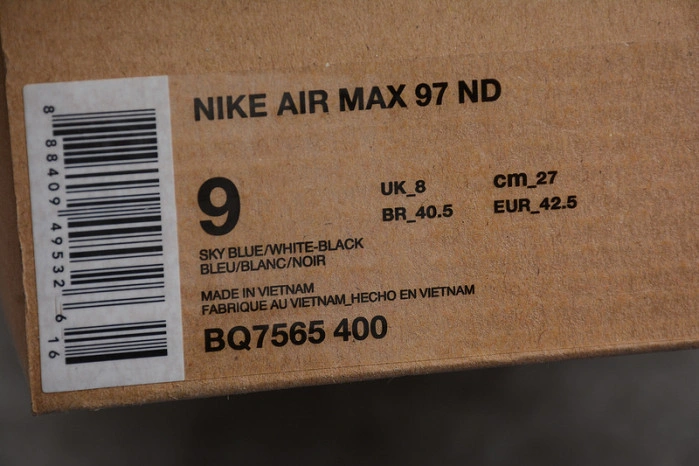 NIKE AIR MAX 97 ND
9
UK_8 cm_27
BR_40.5 EUR_42.5
SKY BLUE/WHITE-BLACK
BLEU/BLANC/NOIR
MADE IN VIETNAM
FABRIQUE AU VIETNAM_HECHO EN VIETNAM
BQ7565 400
8 88409 49532 6 16